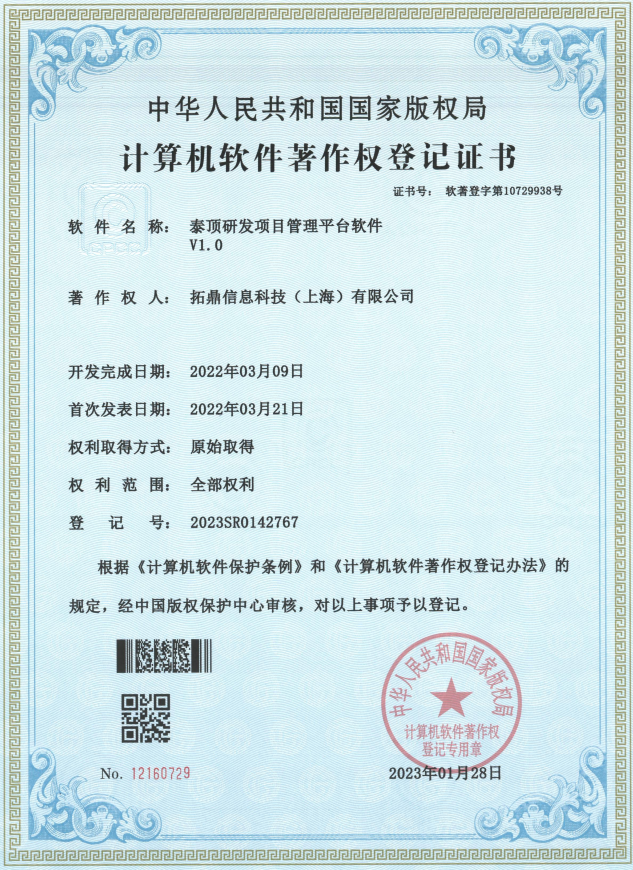 中华人民共和国国家版权局
计算机软件著作权登记证书
证书号： 软著登字第10729938号
软件名称： 泰顶研发项目管理平台软件
V1.0
著作权人： 拓鼎信息科技（上海）有限公司
开发完成日期： 2022年03月09日
首次发表日期： 2022年03月21日
权利取得方式： 原始取得
权利范围： 全部权利
登记号： 2023SR0142767
根据《计算机软件保护条例》和《计算机软件著作权登记办法》的
规定，经中国版权保护中心审核，对以上事项予以登记。
中华人民共和国国家版权局
计算机软件著作权
登记专用章
No. 12160729
2023年01月28日